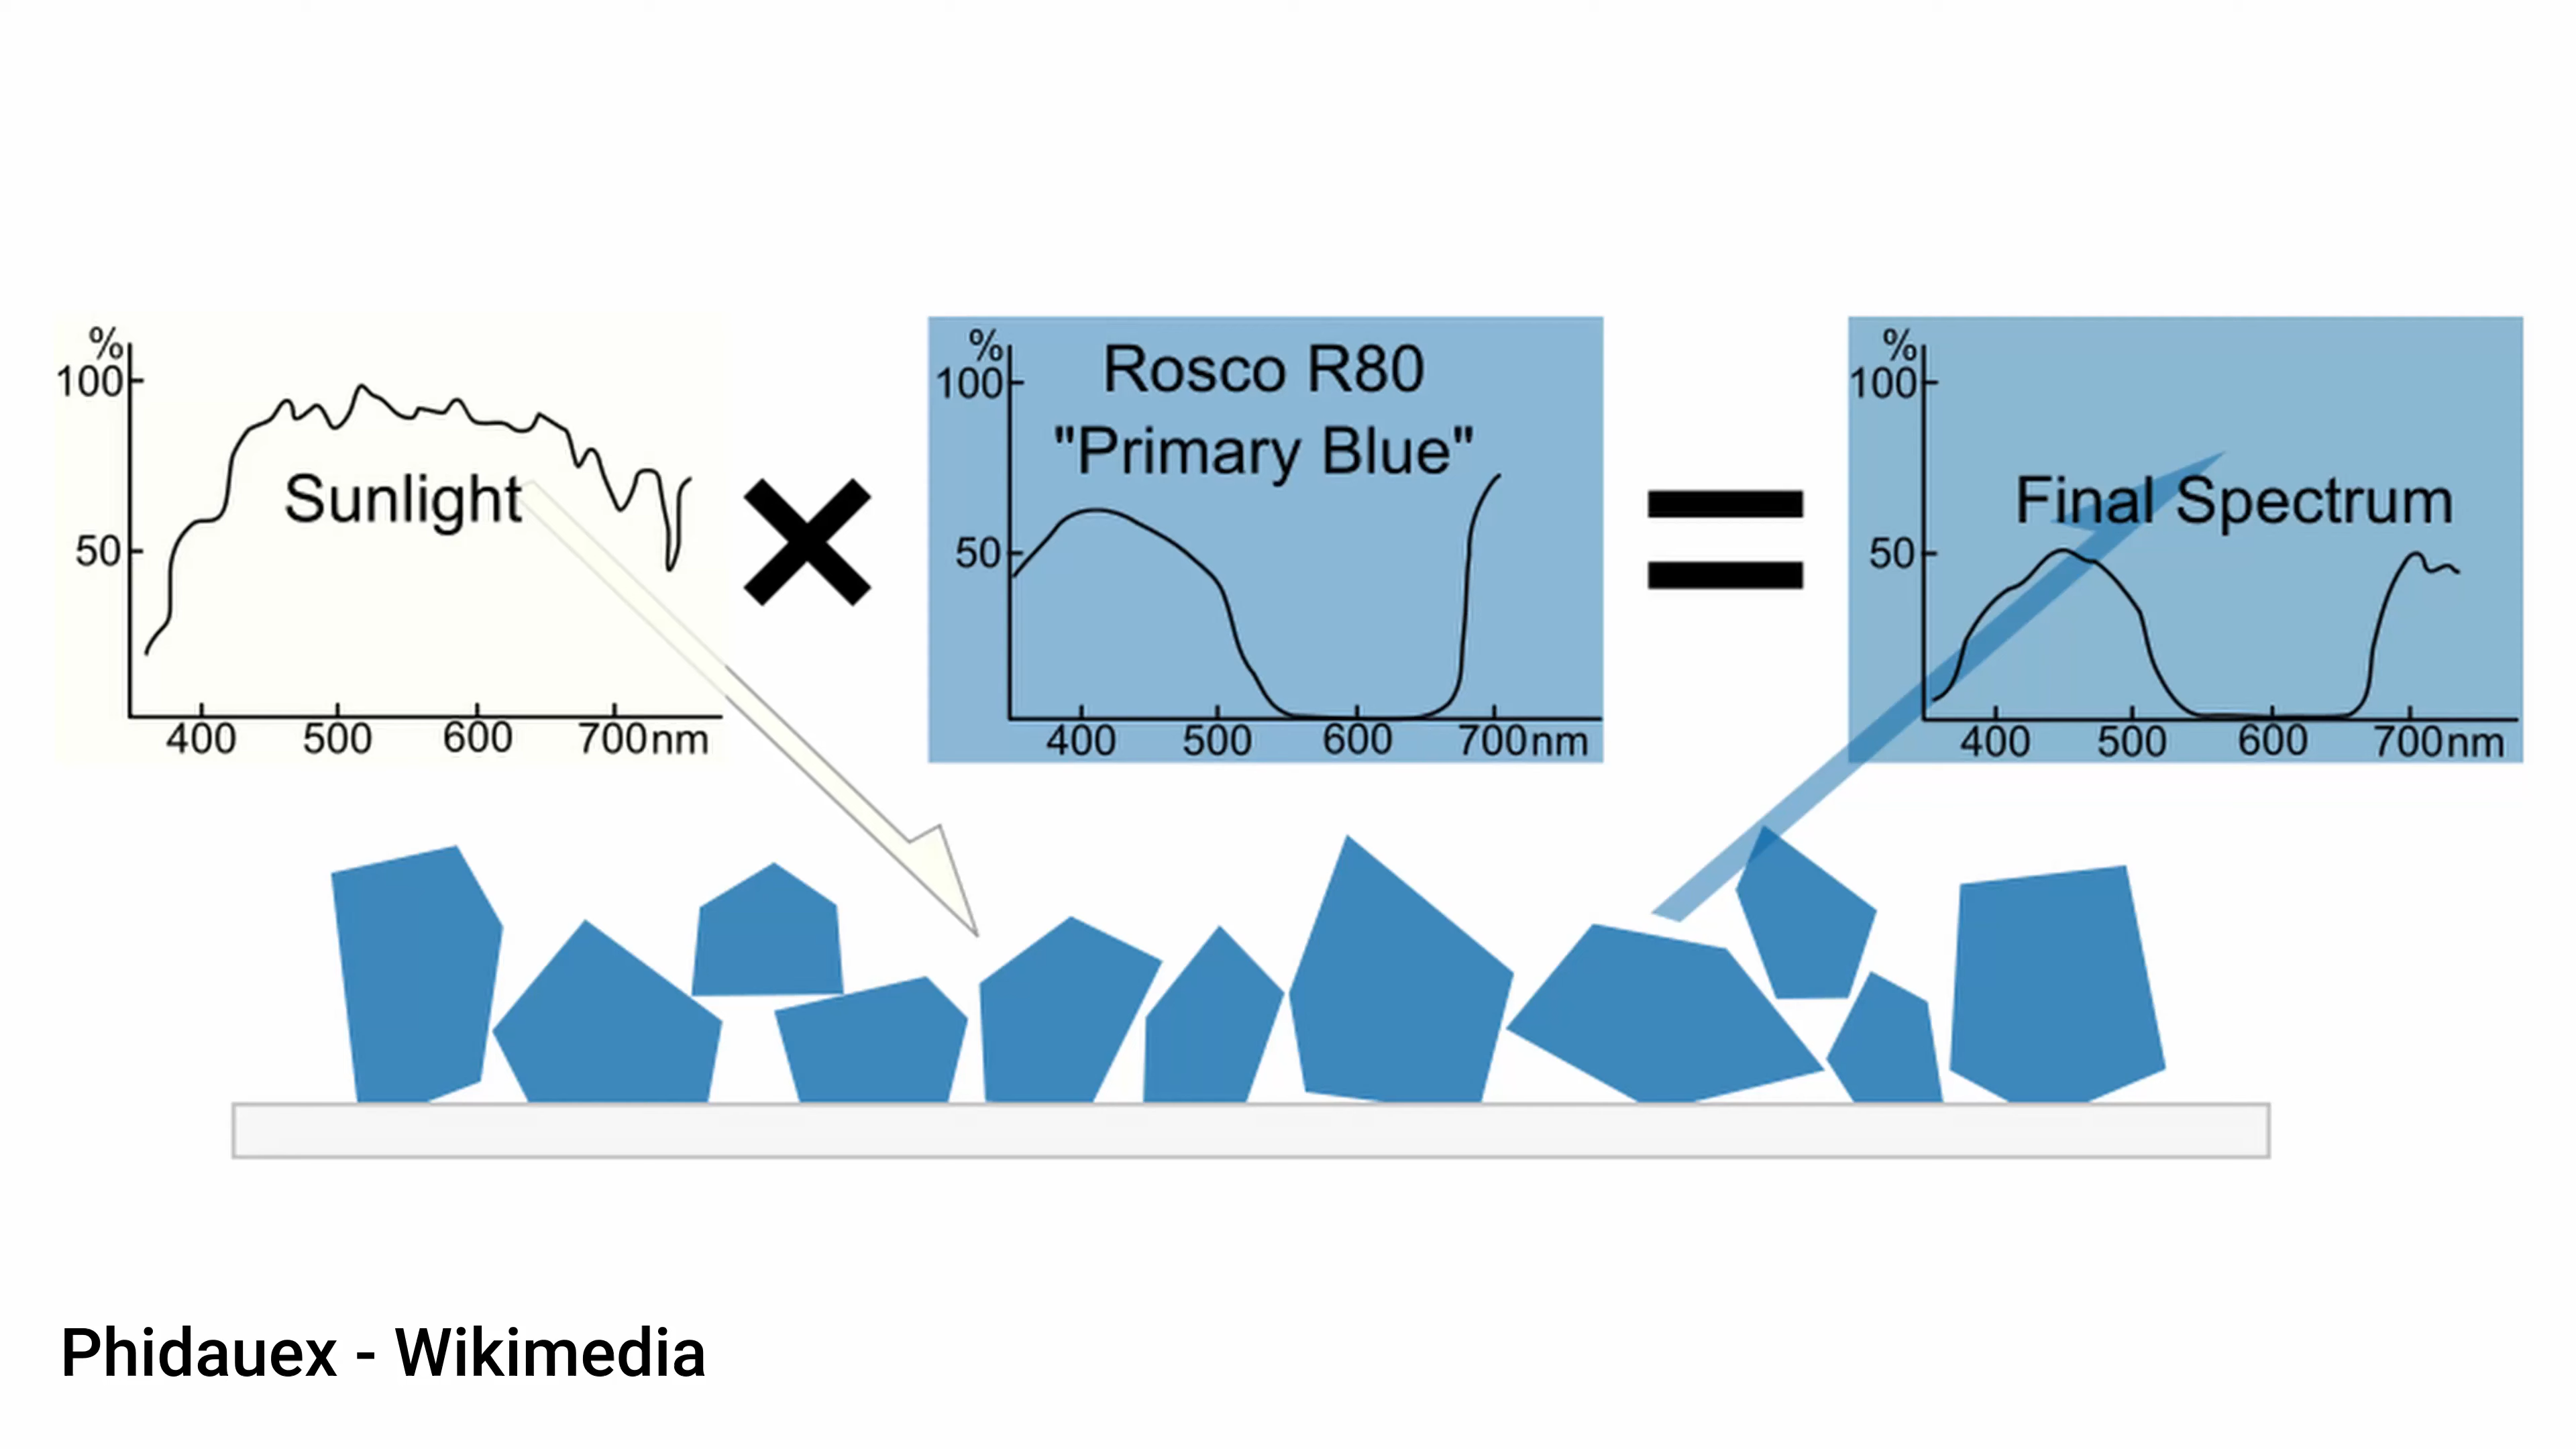 %
100
50
Sunlight
400 500 600 700nm
%
100
50
Rosco R80
"Primary Blue"
400 500 600 700nm
%
100
50
Final Spectrum
400 500 600 700nm
Phidauex - Wikimedia